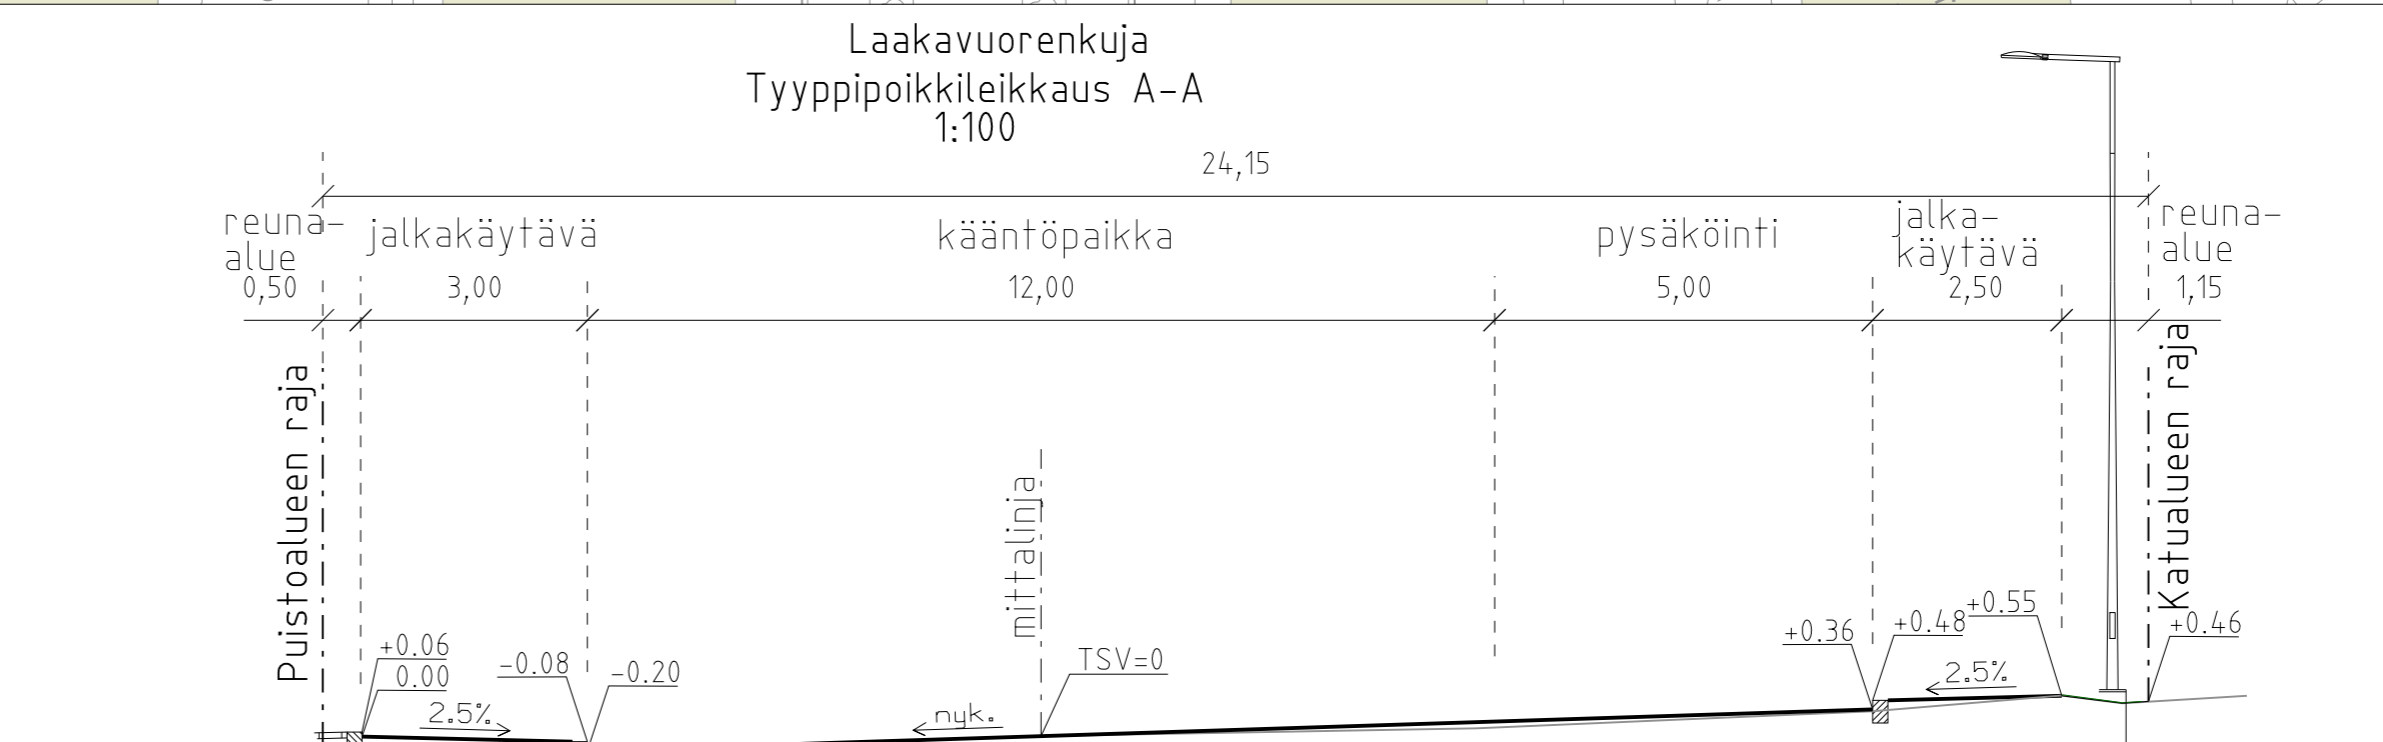 Laakavuorenkuja
Tyyppipoikkileikkaus A-A
1:100
24,15
reuna-
alue
0,50
jalkakäytävä
3,00
kääntöpaikka
12,00
pysäköinti
5,00
jalka-
käytävä
2,50
reuna-
alue
1,15
Puistoalueen raja
mittalinja
Katualueen raja
+0.06
0.00
2.5%
-0.08
-0.20
nyk.
TSV=0
+0.36
+0.48
+0.55
2.5%
+0.46